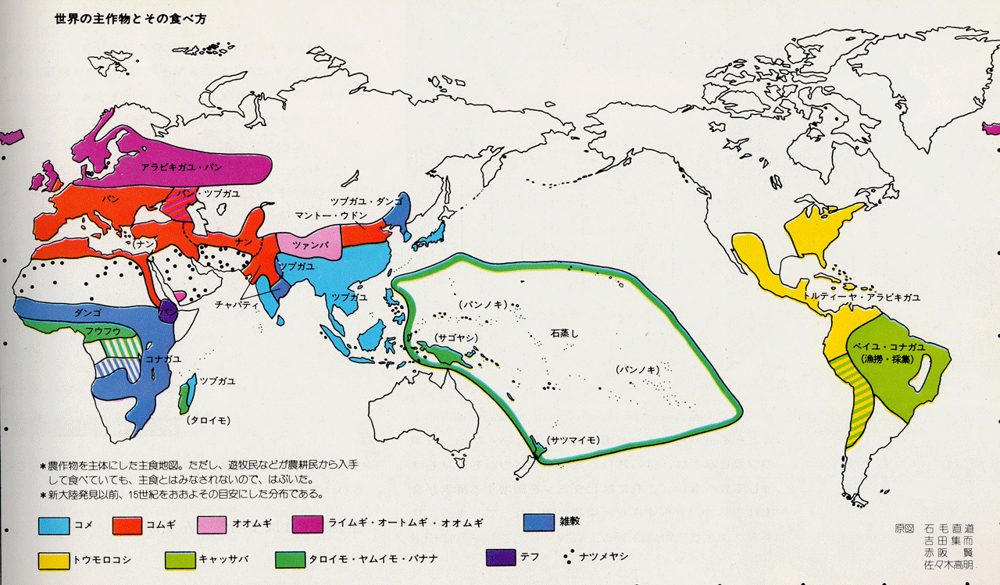 世界の主作物とその食べ方
アラビキガユ・パン
パン
パン・ツブガユ
ツブガユ・ダンゴ
マントー・ウドン
(ナン)
ナン
ツァンパ
ツブガユ
チャパティ
ツブガユ
ダンゴ
パン
フウフウ
コナガユ
ツブガユ
(タロイモ)
(パンノキ)
(サゴヤシ)
石蒸し
(パンノキ)
(サツマイモ)
トルティーヤ・アラビキガユ
ベイユ・コナガユ
(漁撈・採集)
*農作物を主体にした主食地図。ただし、遊牧民などが農耕民から入手
して食べていても、主食とはみなされないので、はぶいた。
*新大陸発見以前、15世紀をおおよその目安にした分布である。
コメ コムギ オオムギ ライムギ・オートムギ・オオムギ 雑穀
トウモロコシ キャッサバ タロイモ・ヤムイモ・バナナ テフ ナツメヤシ
原図 石毛直道
吉田集而
赤阪 賢
佐々木高明